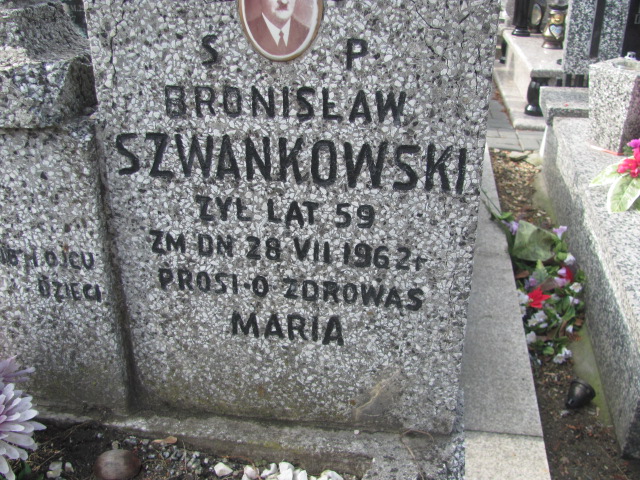 S. P.
BRONISŁAW
SZWANKOWSKI
ŻYŁ LAT 59
ZM DN 28 VII 1962 r
PROSI O ZDROWAŚ
MARIA
OJCU
DZIECI